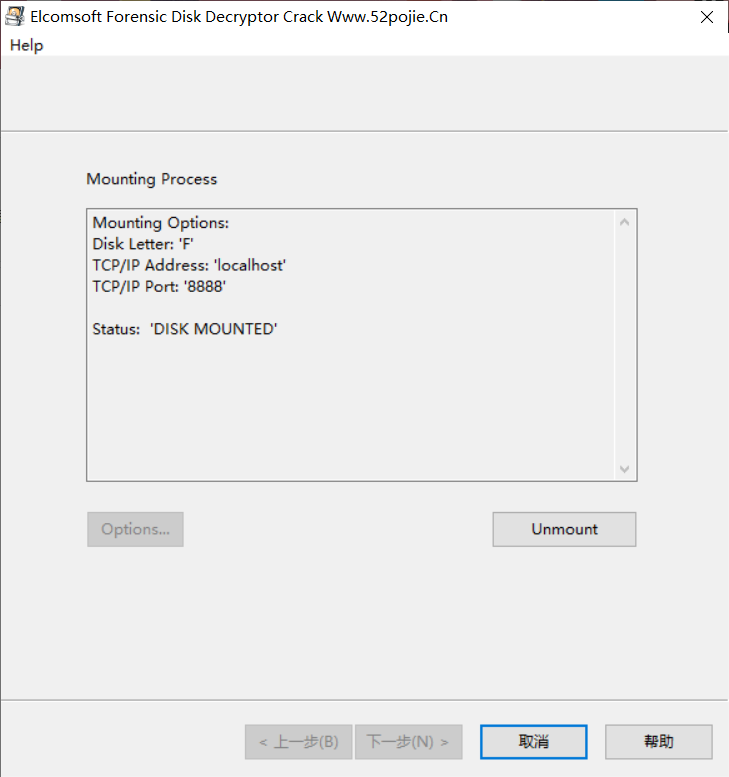 Elcomsoft Forensic Disk Decryptor Crack Www.52pojie.Cn
Help
Mounting Process
Mounting Options:
Disk Letter: 'F'
TCP/IP Address: 'localhost'
TCP/IP Port: '8888'
Status:  'DISK MOUNTED'
Options...
Unmount
< 上一步(B)
下一步(N) >
取消
帮助